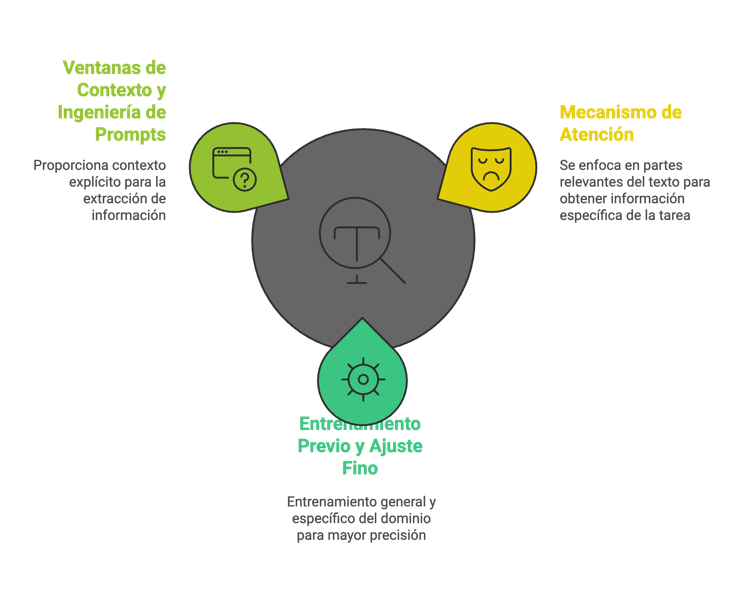 Ventanas de
Contexto y
Ingeniería de
Prompts
Proporciona contexto
explícito para la
extracción de
información
Mecanismo de
Atención
Se enfoca en partes
relevantes del texto para
obtener información
específica de la tarea
Entrenamiento
Previo y Ajuste
Fino
Entrenamiento general y
específico del dominio
para mayor precisión